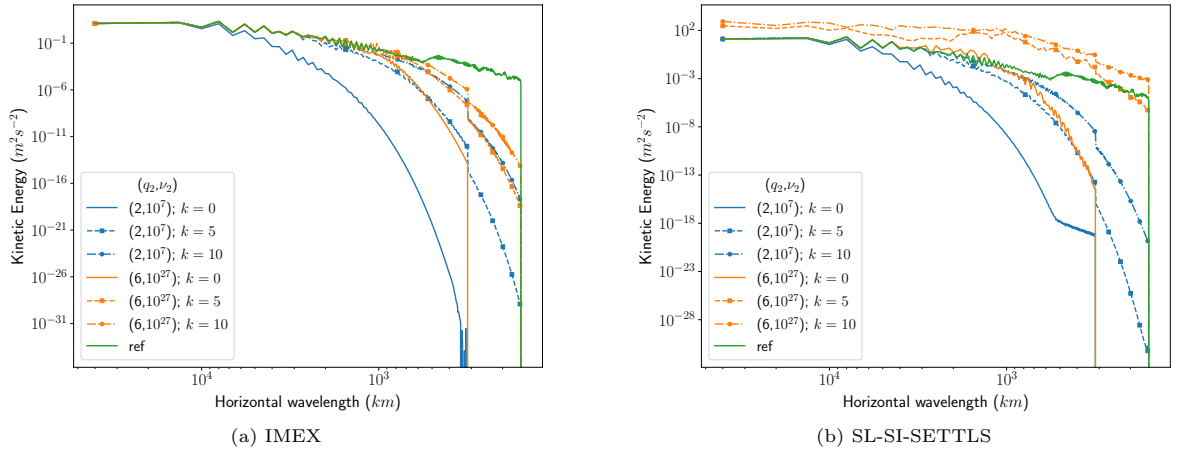 10^{-1}
10^{-6}
10^{-11}
10^{-16}
10^{-21}
10^{-26}
10^{-31}
Kinetic Energy (m^2 s^{-2})
(q_2,ν_2)
(2,10^7); k = 0
(2,10^7); k = 5
(2,10^7); k = 10
(6,10^{27}); k = 0
(6,10^{27}); k = 5
(6,10^{27}); k = 10
ref
10^4
10^3
Horizontal wavelength (km)
(a) IMEX
10^2
10^{-3}
10^{-8}
10^{-13}
10^{-18}
10^{-23}
10^{-28}
Kinetic Energy (m^2 s^{-2})
(q_2,ν_2)
(2,10^7); k = 0
(2,10^7); k = 5
(2,10^7); k = 10
(6,10^{27}); k = 0
(6,10^{27}); k = 5
(6,10^{27}); k = 10
ref
10^4
10^3
Horizontal wavelength (km)
(b) SL-SI-SETTLS